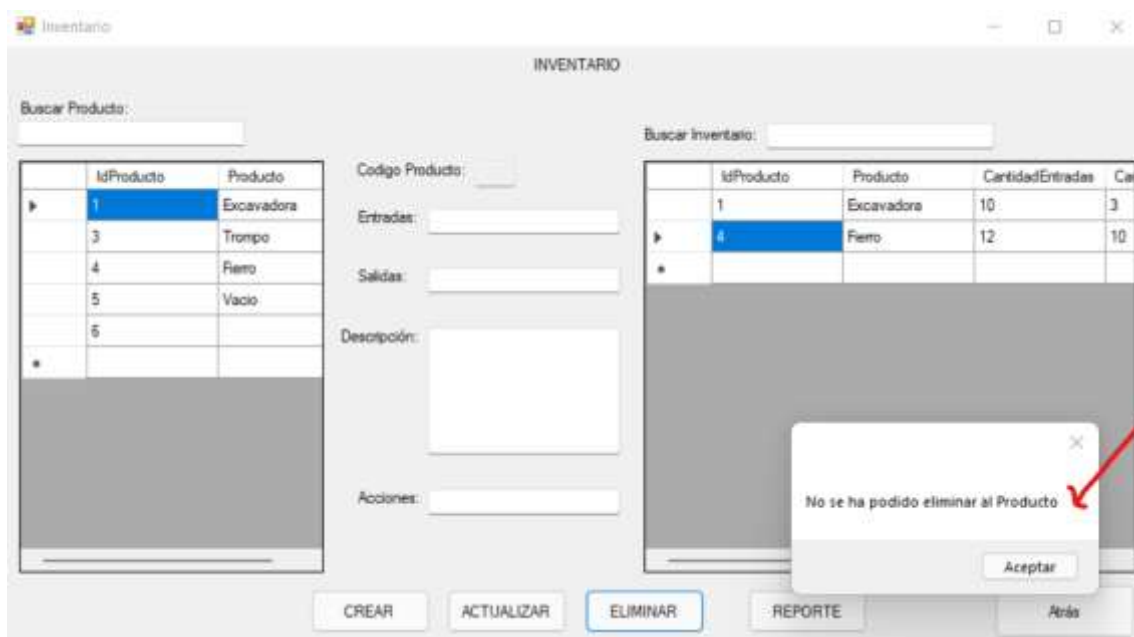 Inventario
INVENTARIO
Buscar Producto:
Buscar Inventario:
IdProducto Producto
1 Excavadora
3 Trompo
4 Fierro
5 Vacio
6
Codigo Producto:
Entradas:
Salidas:
Descripción:
Acciones:
IdProducto Producto CantidadEntradas Ca
1 Excavadora 10 3
4 Fierro 12 10
No se ha podido eliminar al Producto
Aceptar
CREAR ACTUALIZAR ELIMINAR REPORTE Atrás